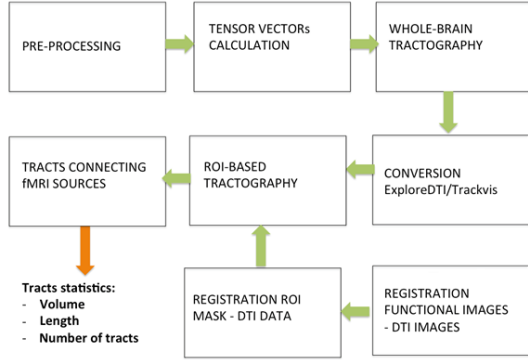 PRE-PROCESSING
TENSOR VECTORs
CALCULATION
WHOLE-BRAIN
TRACTOGRAPHY
TRACTS CONNECTING
fMRI SOURCES
ROI-BASED
TRACTOGRAPHY
CONVERSION
ExploreDTI/Trackvis
Tracts statistics:
- Volume
- Length
- Number of tracts
REGISTRATION ROI
MASK - DTI DATA
REGISTRATION
FUNCTIONAL IMAGES
- DTI IMAGES